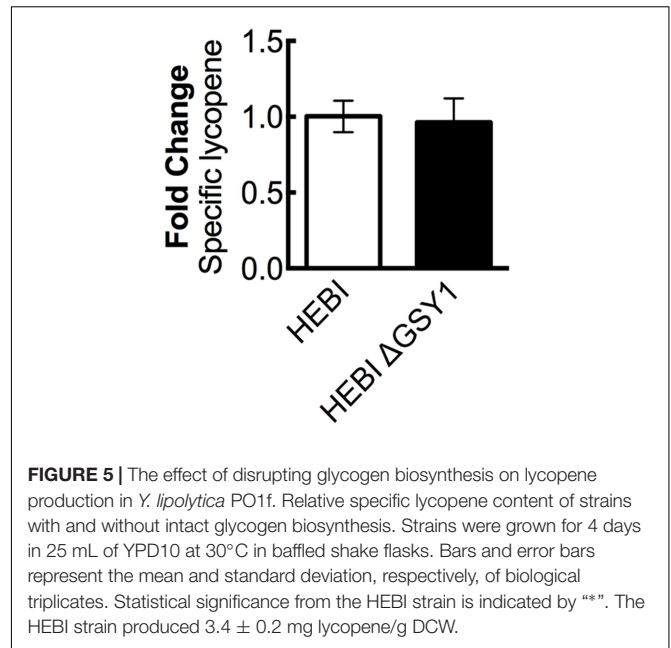 1.5
1.0
0.5
0.0
Fold Change
Specific lycopene
HEBI
HEBI ΔGSY1
FIGURE 5 | The effect of disrupting glycogen biosynthesis on lycopene
production in Y. lipolytica PO1f. Relative specific lycopene content of strains
with and without intact glycogen biosynthesis. Strains were grown for 4 days
in 25 mL of YPD10 at 30°C in baffled shake flasks. Bars and error bars
represent the mean and standard deviation, respectively, of biological
triplicates. Statistical significance from the HEBI strain is indicated by “*”. The
HEBI strain produced 3.4 ± 0.2 mg lycopene/g DCW.